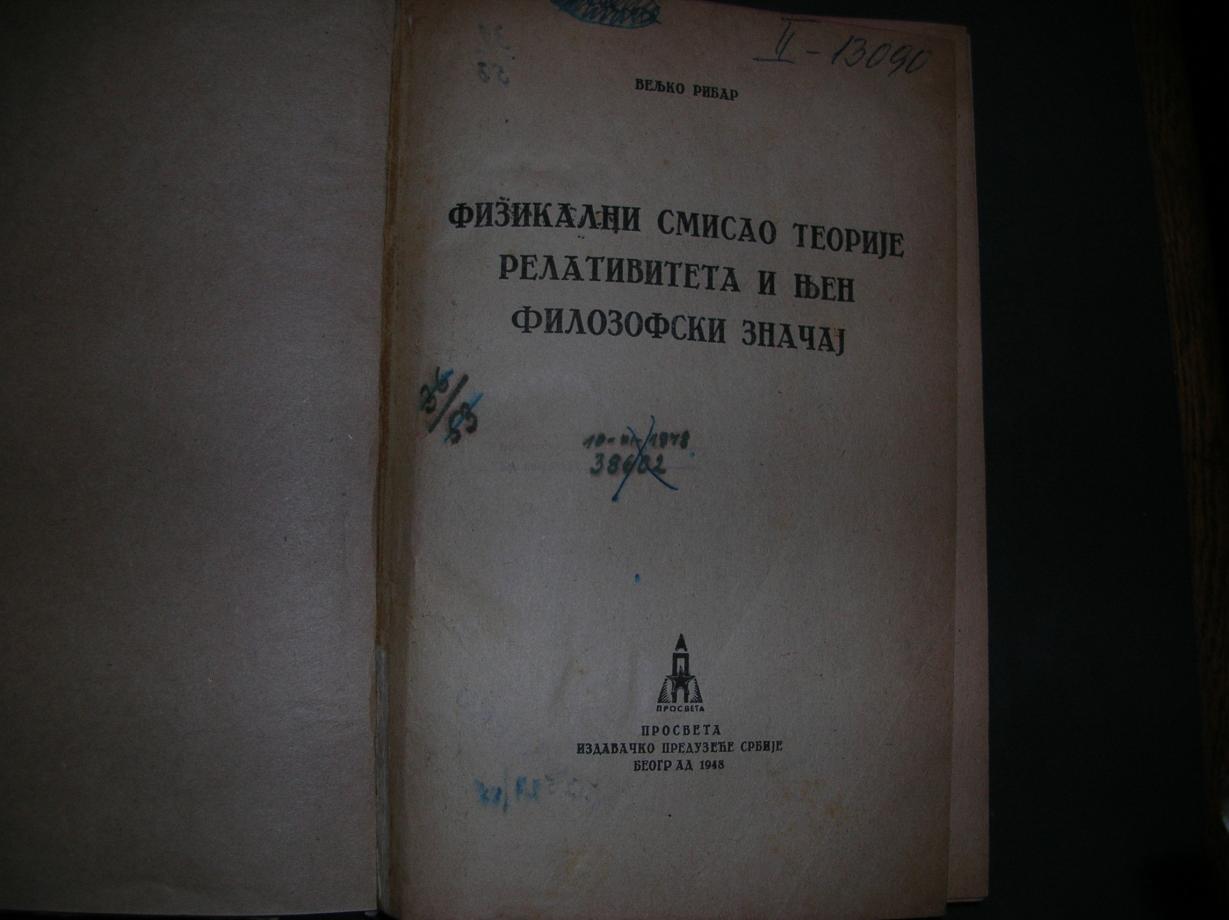 II - 13090
ВЕЉКО РИБАР
ФИЗИКАЛНИ СМИСАО ТЕОРИЈЕ
РЕЛАТИВИТЕТА И ЊЕН
ФИЛОЗОФСКИ ЗНАЧАЈ
ПРОСВЕТА
ПРОСВЕТА
ИЗДАВАЧКО ПРЕДУЗЕЋЕ СРБИЈЕ
БЕОГРАД 1948